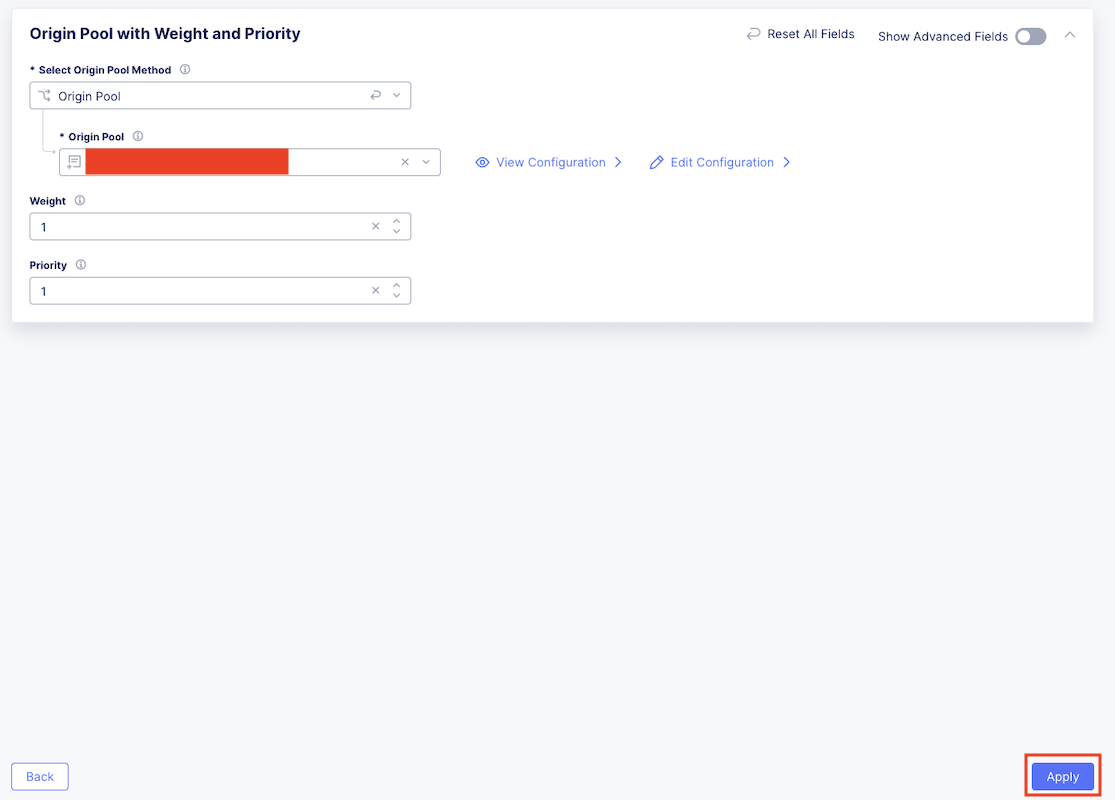 Origin Pool with Weight and Priority
Reset All Fields
Show Advanced Fields
* Select Origin Pool Method
Origin Pool
* Origin Pool
View Configuration
Edit Configuration
Weight
1
Priority
1
Back
Apply